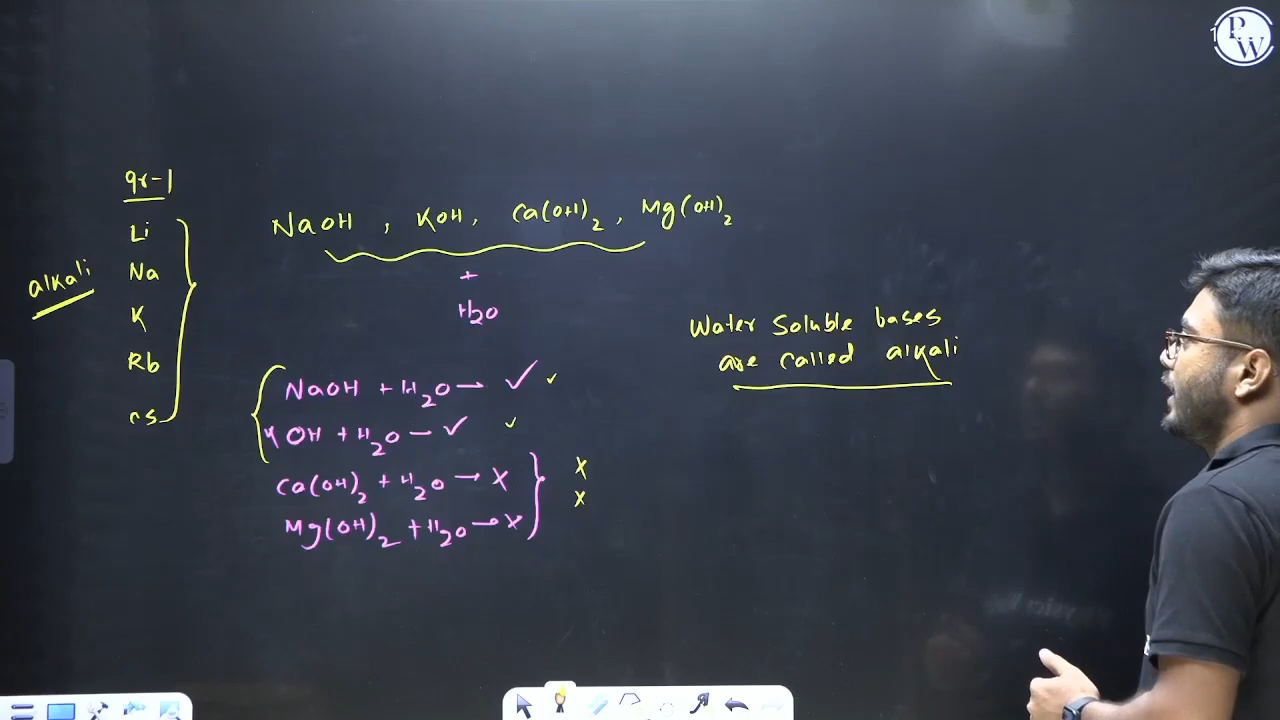 PW
gr-1
Li
Na
K
Rb
Cs
alkali
NaOH , KOH, Ca(OH)2 , Mg(OH)2
+
H2O
NaOH + H2O → ✓ ✓
KOH + H2O — ✓ ✓
Ca(OH)2 + H2O → X X
Mg(OH)2 + H2O → X X
Water Soluble bases
are called alkali